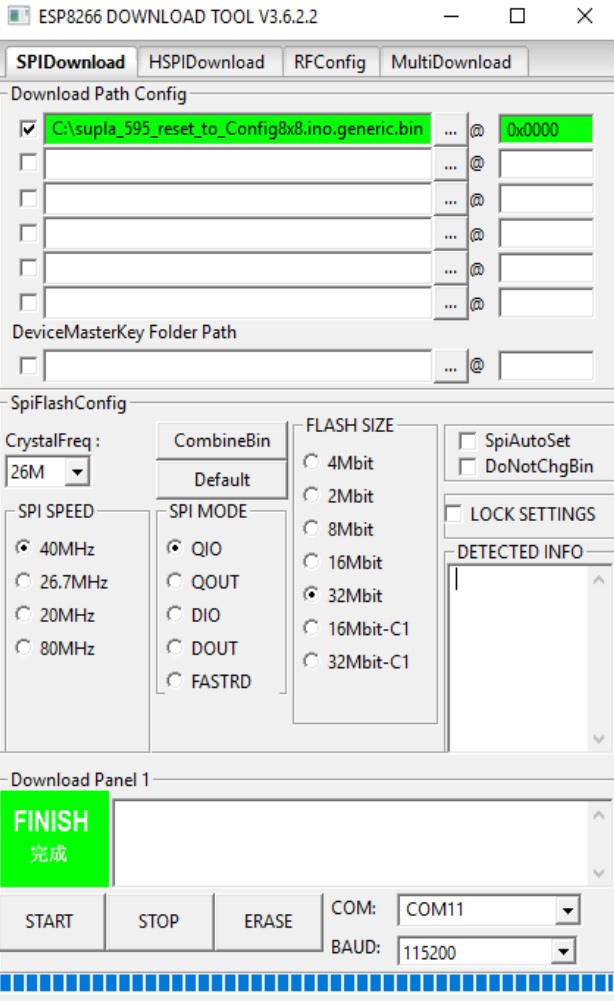 ESP8266 DOWNLOAD TOOL V3.6.2.2
SPIDownload HSPIDownload RFConfig MultiDownload
Download Path Config
C:\supla_595_reset_to_Config8x8.ino.generic.bin ... @ 0x0000
... @
... @
... @
... @
... @
DeviceMasterKey Folder Path
... @
SpiFlashConfig
CrystalFreq :
26M
CombineBin
Default
SPI SPEED
40MHz
26.7MHz
20MHz
80MHz
SPI MODE
QIO
QOUT
DIO
DOUT
FASTRD
FLASH SIZE
4Mbit
2Mbit
8Mbit
16Mbit
32Mbit
16Mbit-C1
32Mbit-C1
SpiAutoSet
DoNotChgBin
LOCK SETTINGS
DETECTED INFO
Download Panel 1
FINISH
完成
START STOP ERASE
COM: COM11
BAUD: 115200